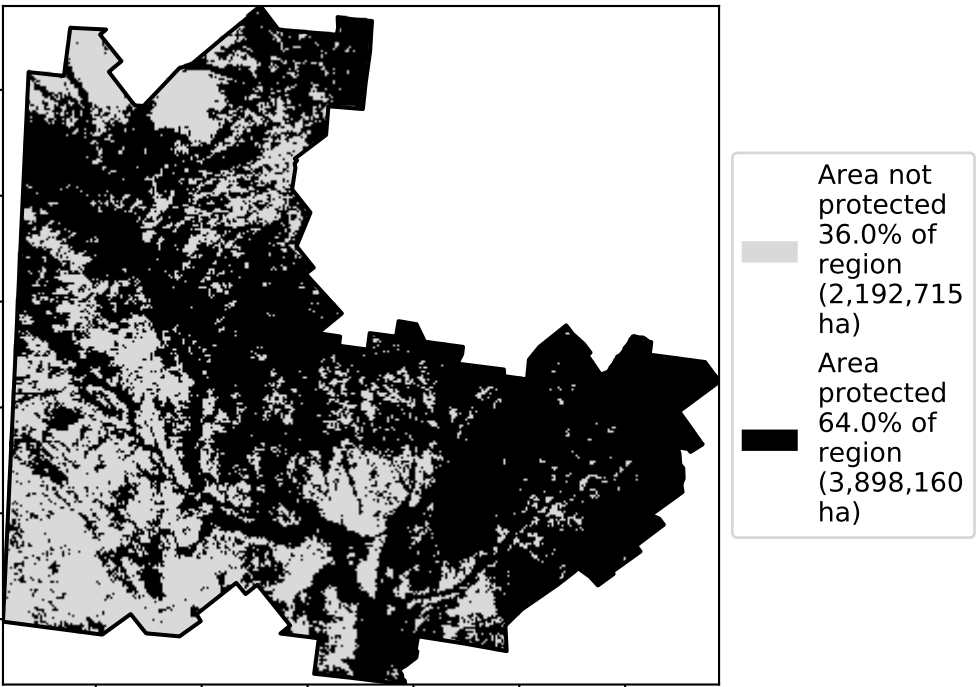 Area not
protected
36.0% of
region
(2,192,715
ha)
Area
protected
64.0% of
region
(3,898,160
ha)